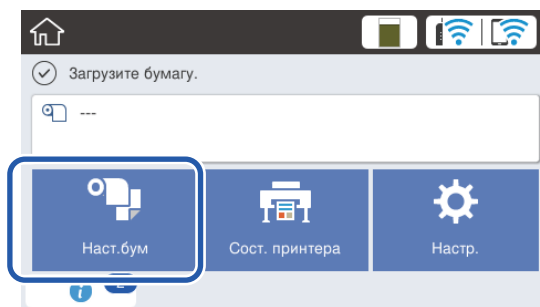 Загрузите бумагу.
---
Наст.бум
Сост. принтера
Настр.
i